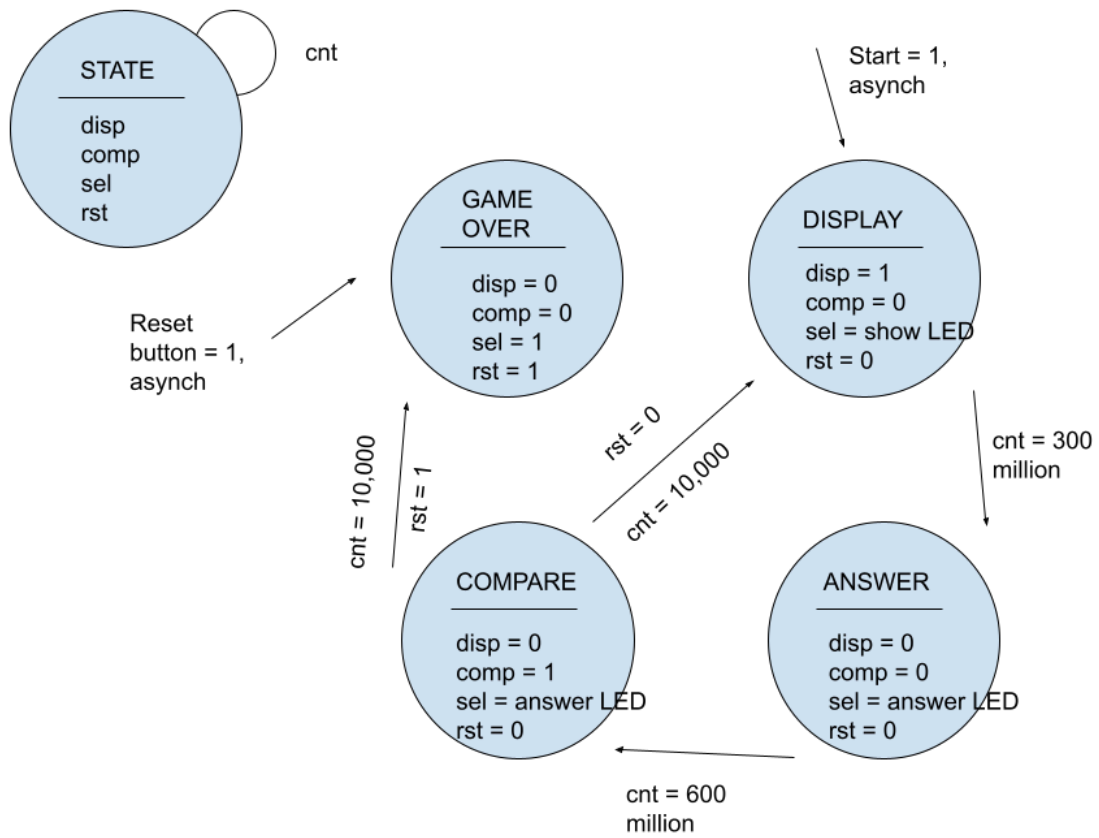 STATE
disp
comp
sel
rst
cnt
Start = 1,
asynch
GAME
OVER
disp = 0
comp = 0
sel = 1
rst = 1
DISPLAY
disp = 1
comp = 0
sel = show LED
rst = 0
Reset
button = 1,
asynch
cnt = 10,000
rst = 1
rst = 0
cnt = 10,000
cnt = 300
million
COMPARE
disp = 0
comp = 1
sel = answer LED
rst = 0
ANSWER
disp = 0
comp = 0
sel = answer LED
rst = 0
cnt = 600
million